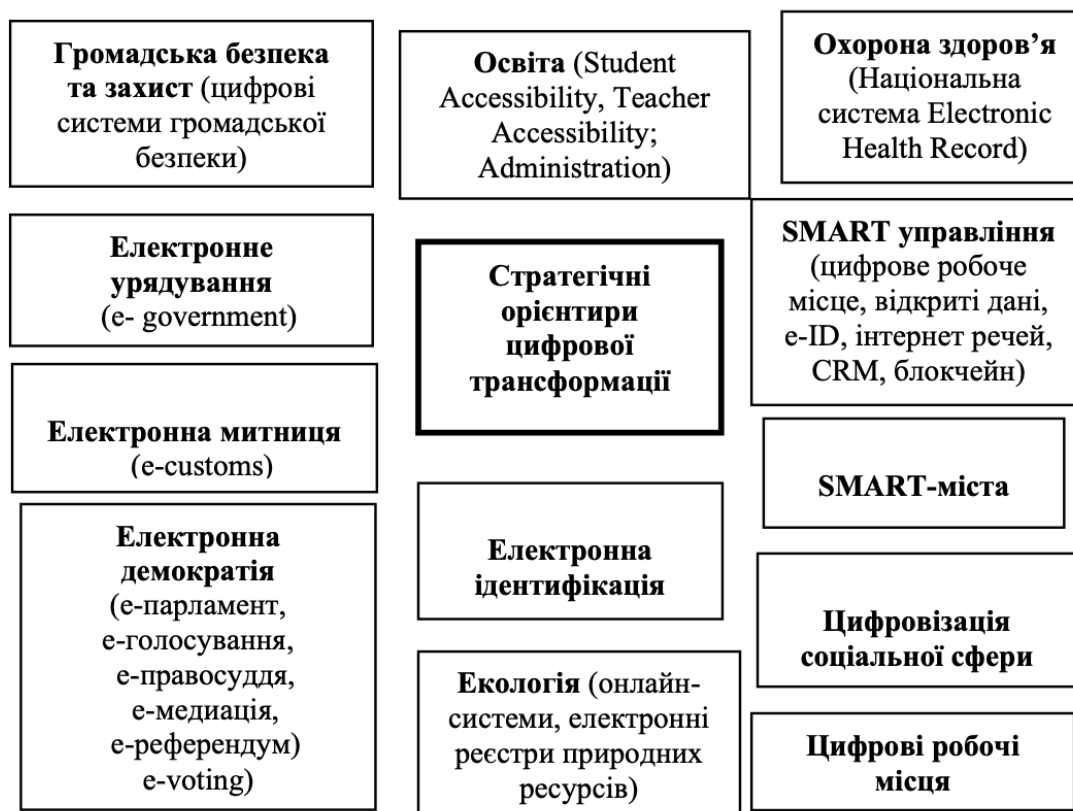 Громадська безпека
та захист (цифрові
системи громадської
безпеки)
Освіта (Student
Accessibility, Teacher
Accessibility;
Administration)
Охорона здоров’я
(Національна
система Electronic
Health Record)
Електронне
урядування
(e- government)
Стратегічні
орієнтири
цифрової
трансформації
SMART управління
(цифрове робоче
місце, відкриті дані,
e-ID, інтернет речей,
CRM, блокчейн)
Електронна митниця
(e-customs)
SMART-міста
Електронна
демократія
(е-парламент,
е-голосування,
е-правосуддя,
е-медиація,
е-референдум)
e-voting)
Електронна
ідентифікація
Цифровізація
соціальної сфери
Екологія (онлайн-
системи, електронні
реєстри природних
ресурсів)
Цифрові робочі
місця